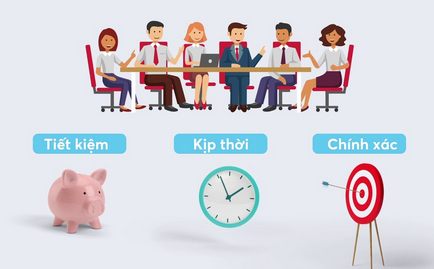 Tiết kiệm
Kịp thời
Chính xác